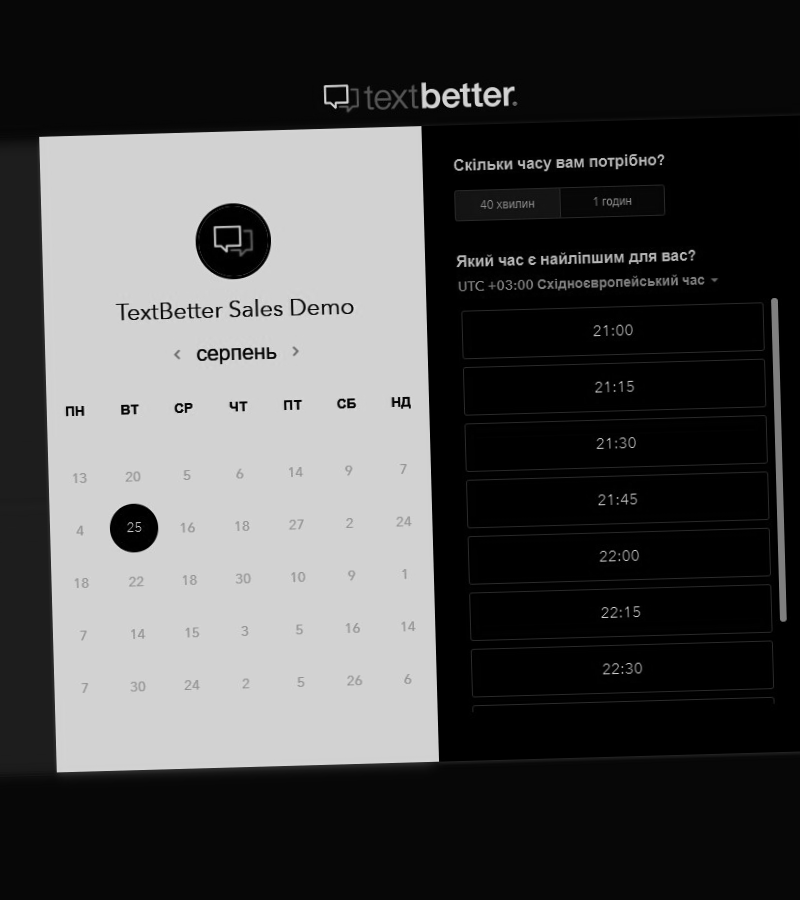 textbetter.
TextBetter Sales Demo
серпень
ПН ВТ СР ЧТ ПТ СБ НД
13 20 5 6 14 9 7
4 25 16 18 27 2 24
18 22 18 30 10 9 1
7 14 15 3 5 16 14
7 30 24 2 5 26 6
Скільки часу вам потрібно?
40 хвилин 1 годин
Який час є найліпшим для вас?
UTC +03:00 Східноєвропейський час
21:00
21:15
21:30
21:45
22:00
22:15
22:30